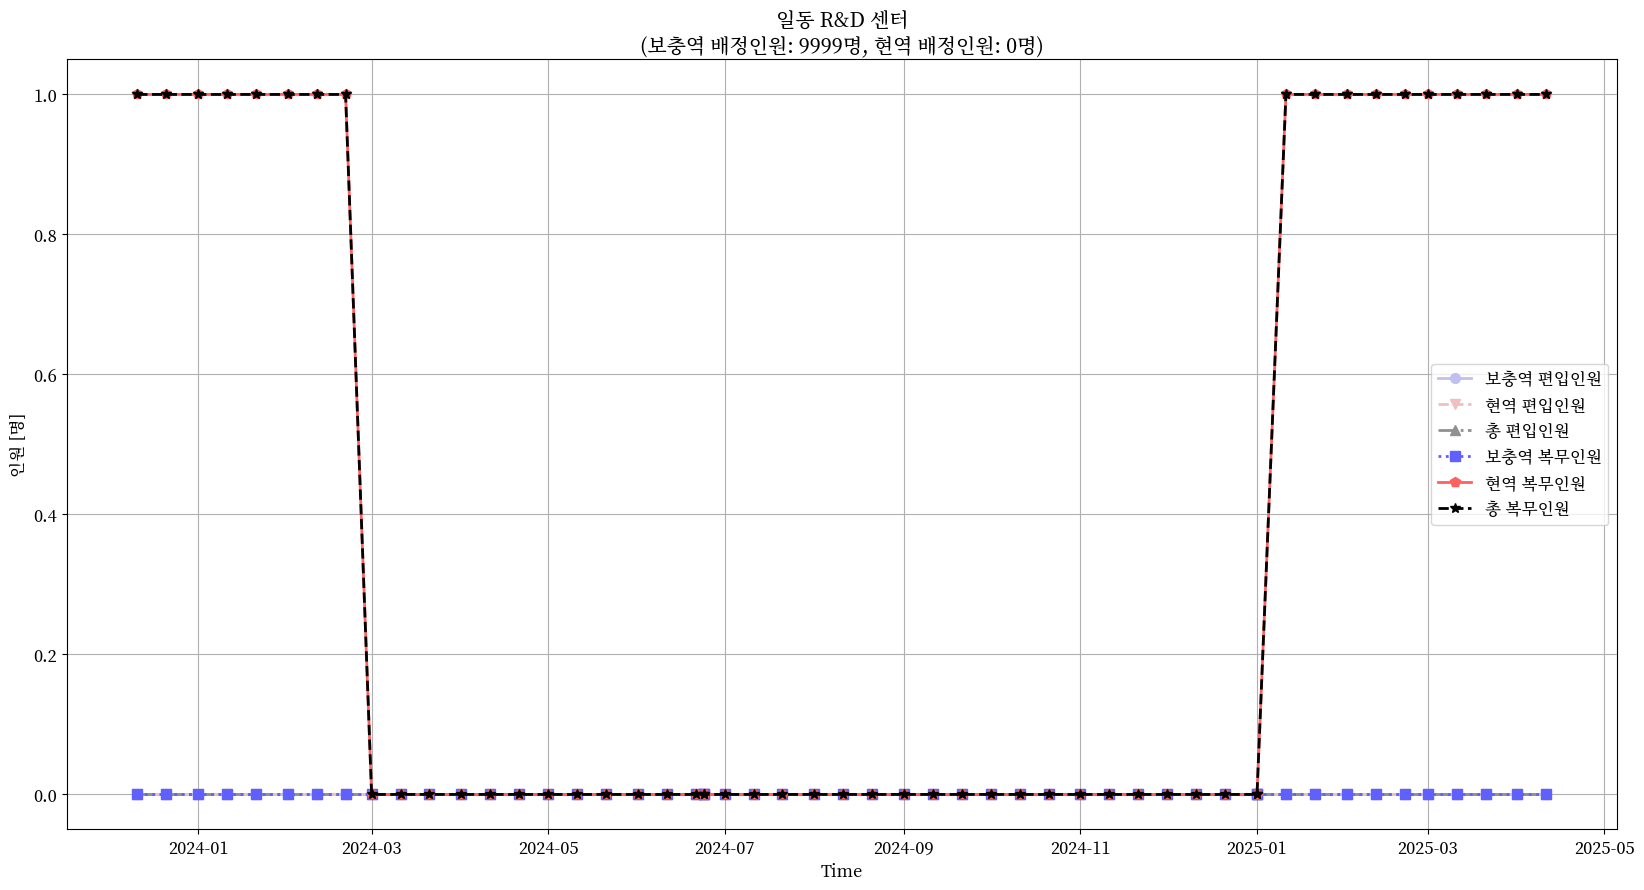 일동 R&D 센터
(보충역 배정인원: 9999명, 현역 배정인원: 0명)
인원 [명]
1.0
0.8
0.6
0.4
0.2
0.0
보충역 편입인원
현역 편입인원
총 편입인원
보충역 복무인원
현역 복무인원
총 복무인원
2024-01
2024-03
2024-05
2024-07
2024-09
2024-11
2025-01
2025-03
2025-05
Time